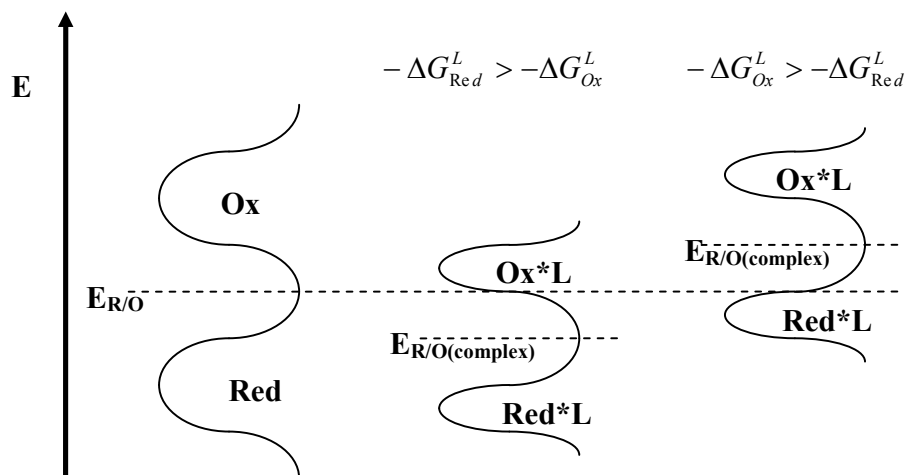 E
−ΔG^L_Red > −ΔG^L_Ox
−ΔG^L_Ox > −ΔG^L_Red
Ox
Ox*L
Ox*L
E_R/O(complex)
E_R/O
E_R/O(complex)
Red*L
Red
Red*L